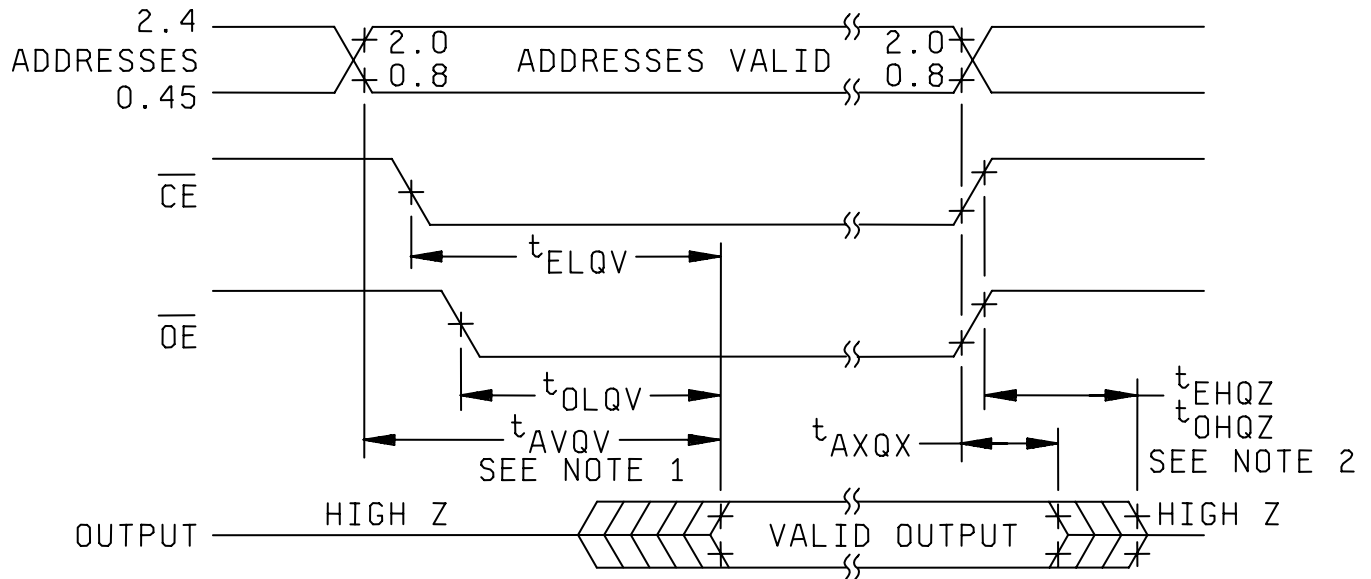 2.4
ADDRESSES
0.45
2.0
0.8
ADDRESSES VALID
2.0
0.8
CE
tELQV
OE
tOLQV
tAVQV
SEE NOTE 1
tAXQX
tEHQZ
tOHQZ
SEE NOTE 2
OUTPUT
HIGH Z
VALID OUTPUT
HIGH Z